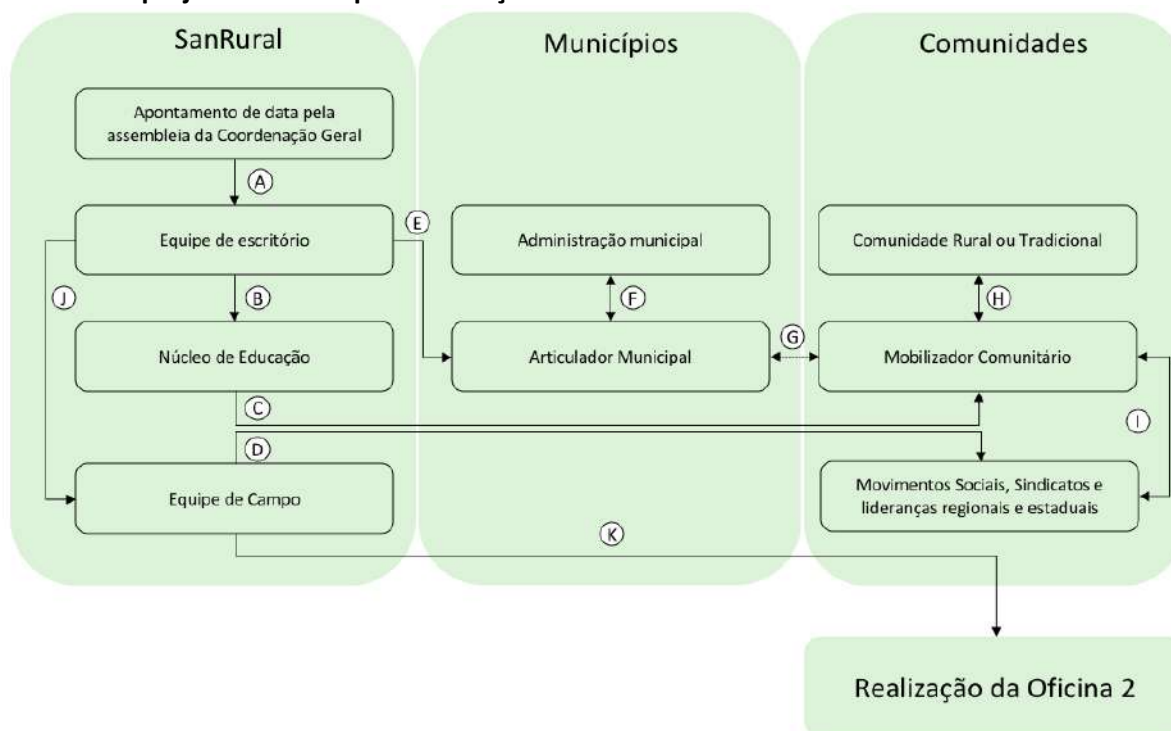 SanRural
Municípios
Comunidades
Apontamento de data pela
assembleia da Coordenação Geral
A
Equipe de escritório
E
Administração municipal
Comunidade Rural ou Tradicional
J
B
F
H
Núcleo de Educação
Articulador Municipal
G
Mobilizador Comunitário
C
I
D
Equipe de Campo
Movimentos Sociais, Sindicatos e
lideranças regionais e estaduais
K
Realização da Oficina 2